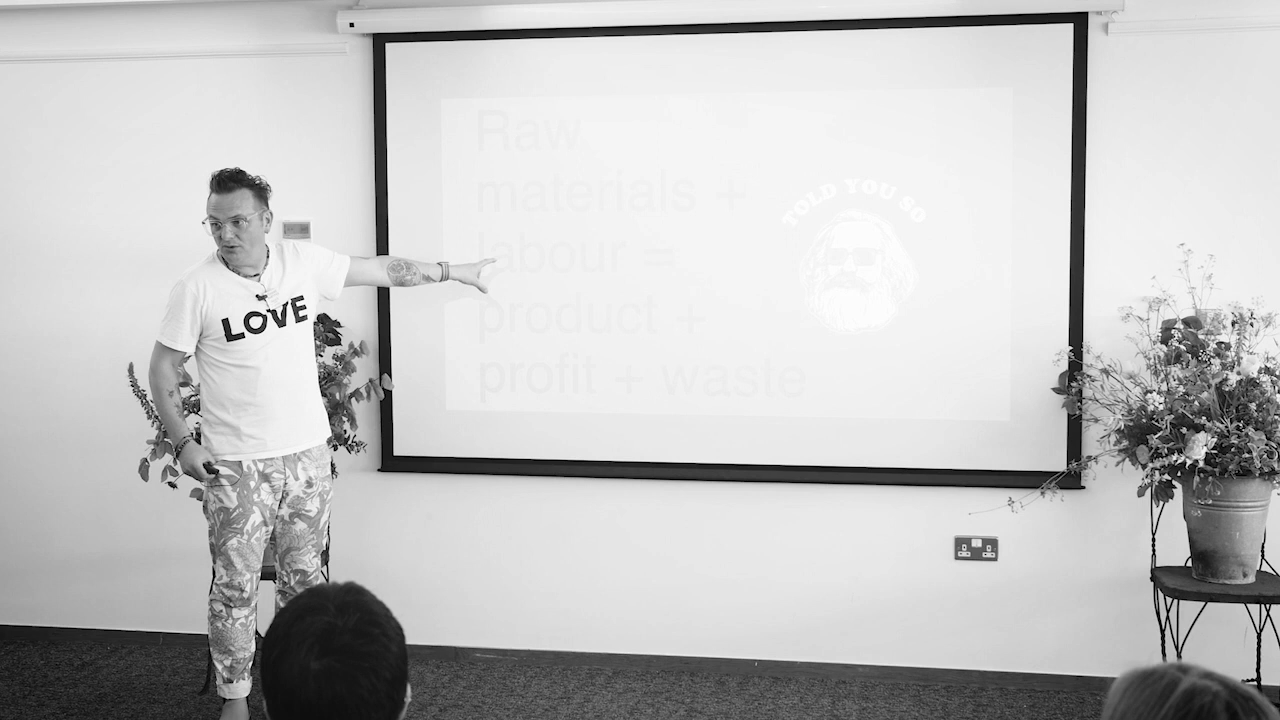 LOVE
Raw
materials +
labour =
product +
profit + waste
TOLD YOU SO